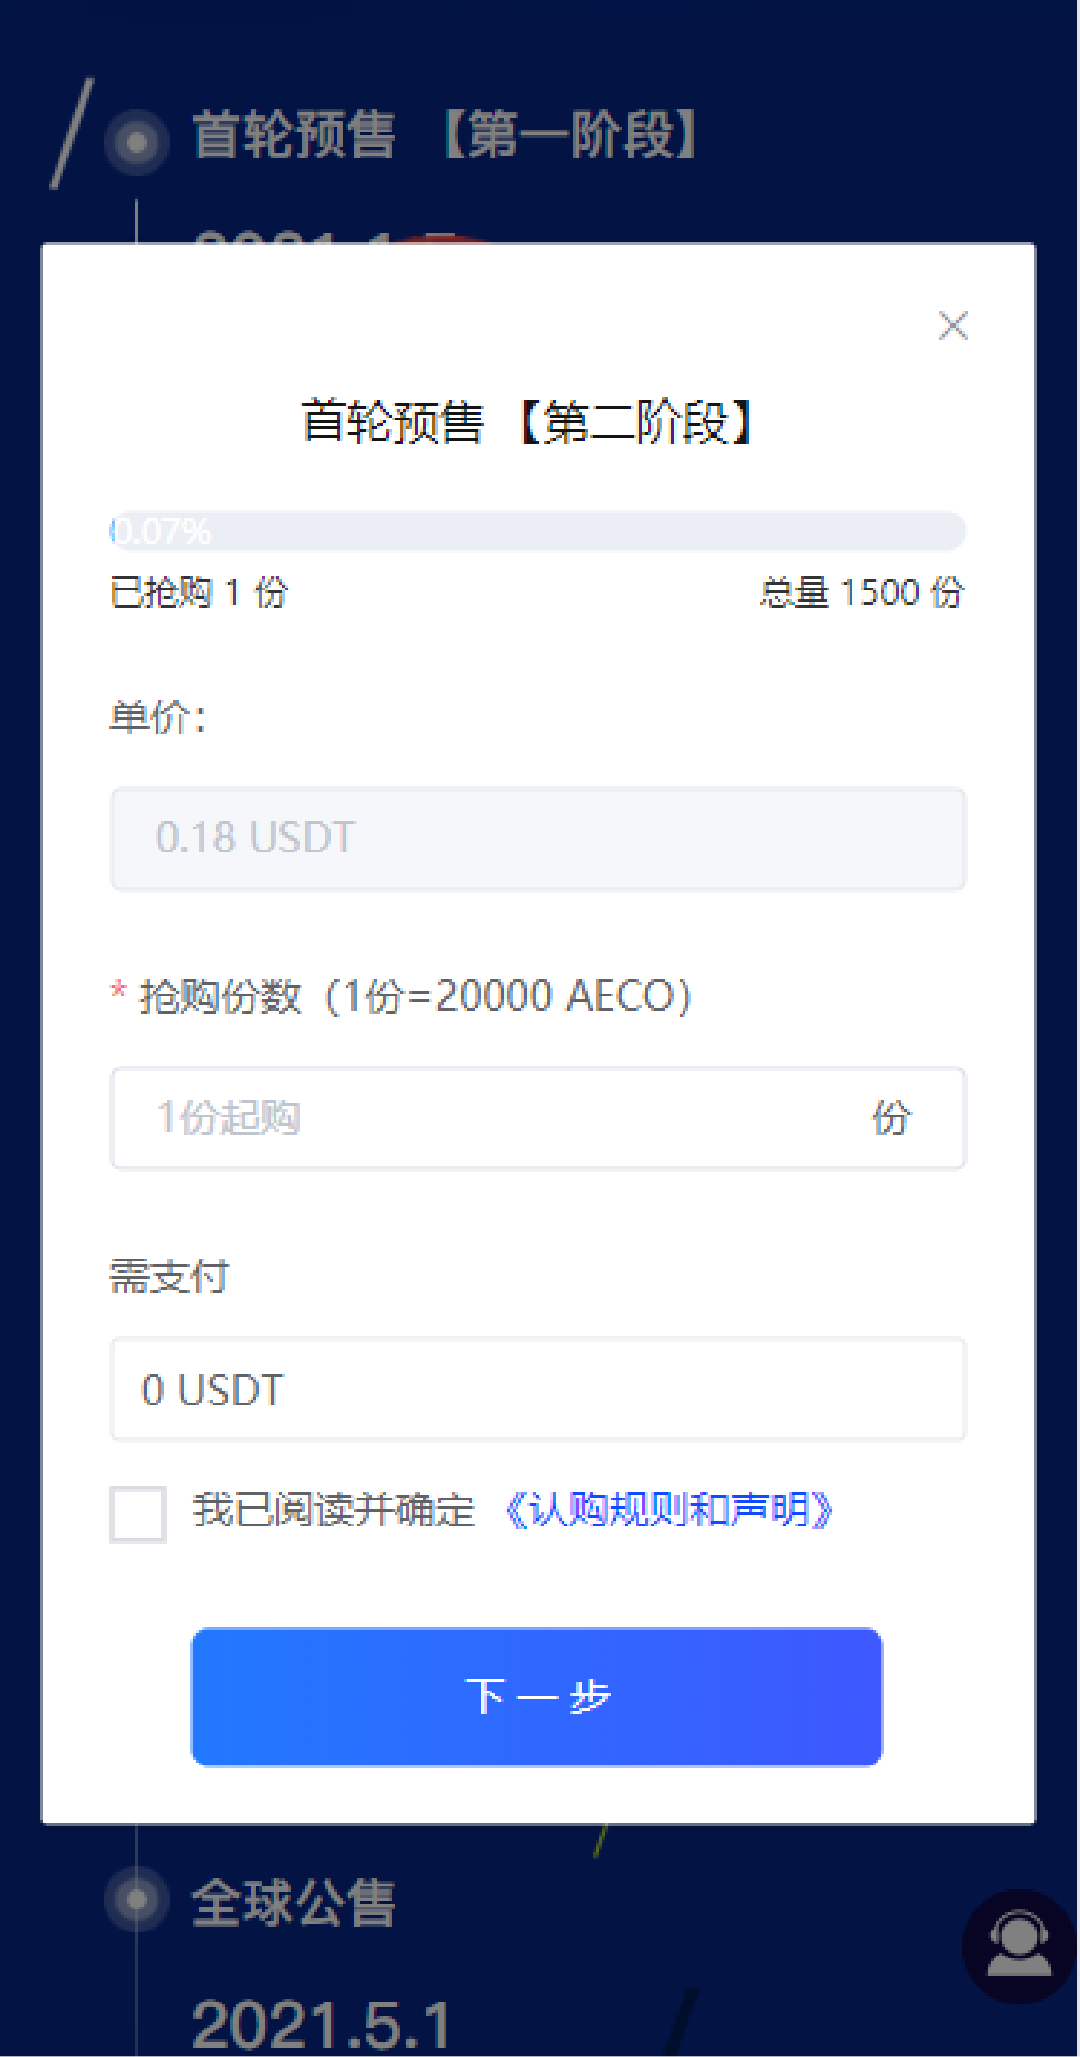 首轮预售 【第一阶段】
首轮预售 【第二阶段】
0.07%
已抢购 1 份 总量 1500 份
单价:
0.18 USDT
* 抢购份数（1份=20000 AECO）
1份起购 份
需支付
0 USDT
我已阅读并确定 《认购规则和声明》
下一步
全球公售
2021.5.1